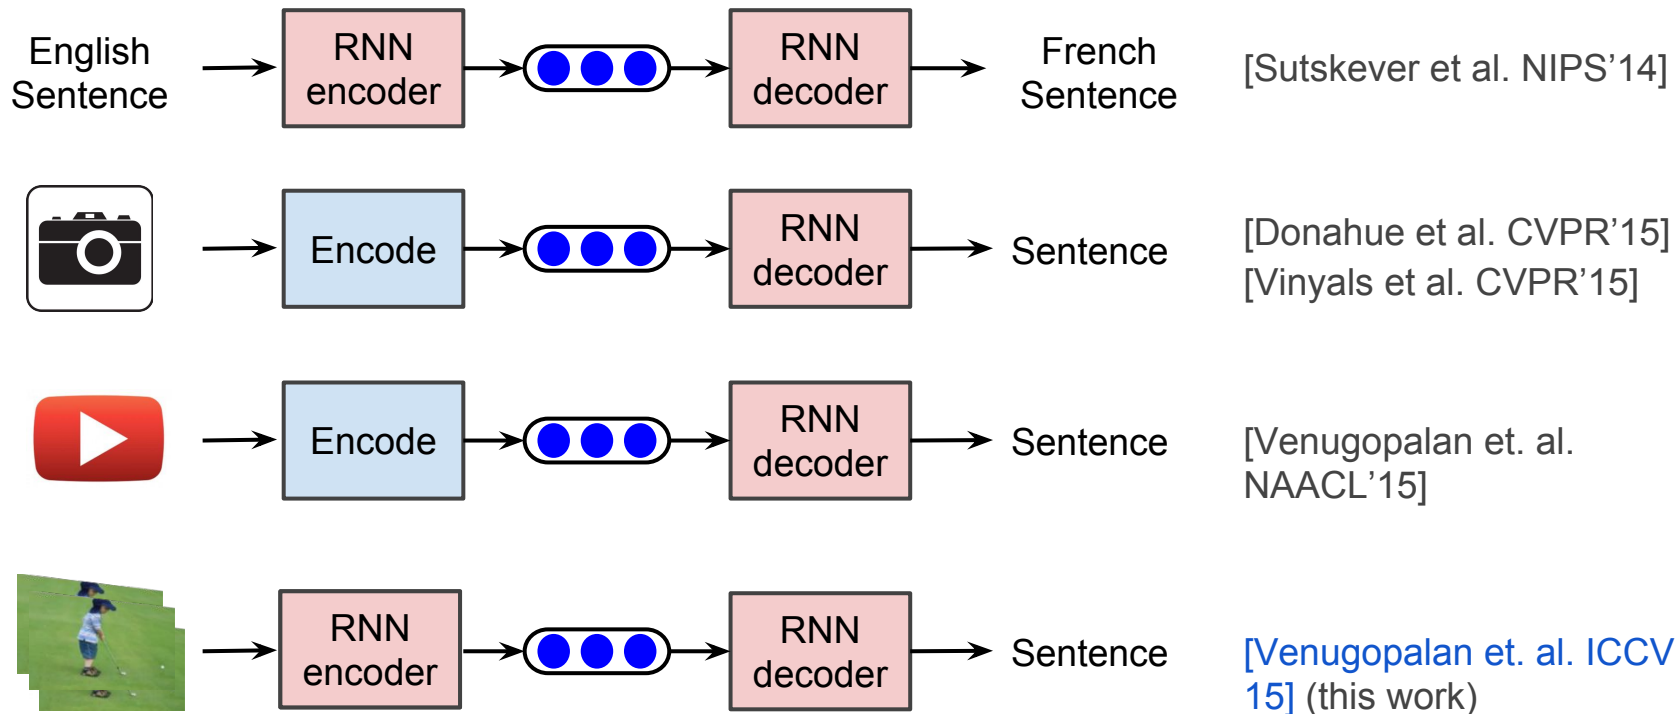 English
Sentence
RNN
encoder
RNN
decoder
French
Sentence
[Sutskever et al. NIPS’14]
Encode
RNN
decoder
Sentence
[Donahue et al. CVPR’15]
[Vinyals et al. CVPR’15]
Encode
RNN
decoder
Sentence
[Venugopalan et. al.
NAACL’15]
RNN
encoder
RNN
decoder
Sentence
[Venugopalan et. al. ICCV
15] (this work)